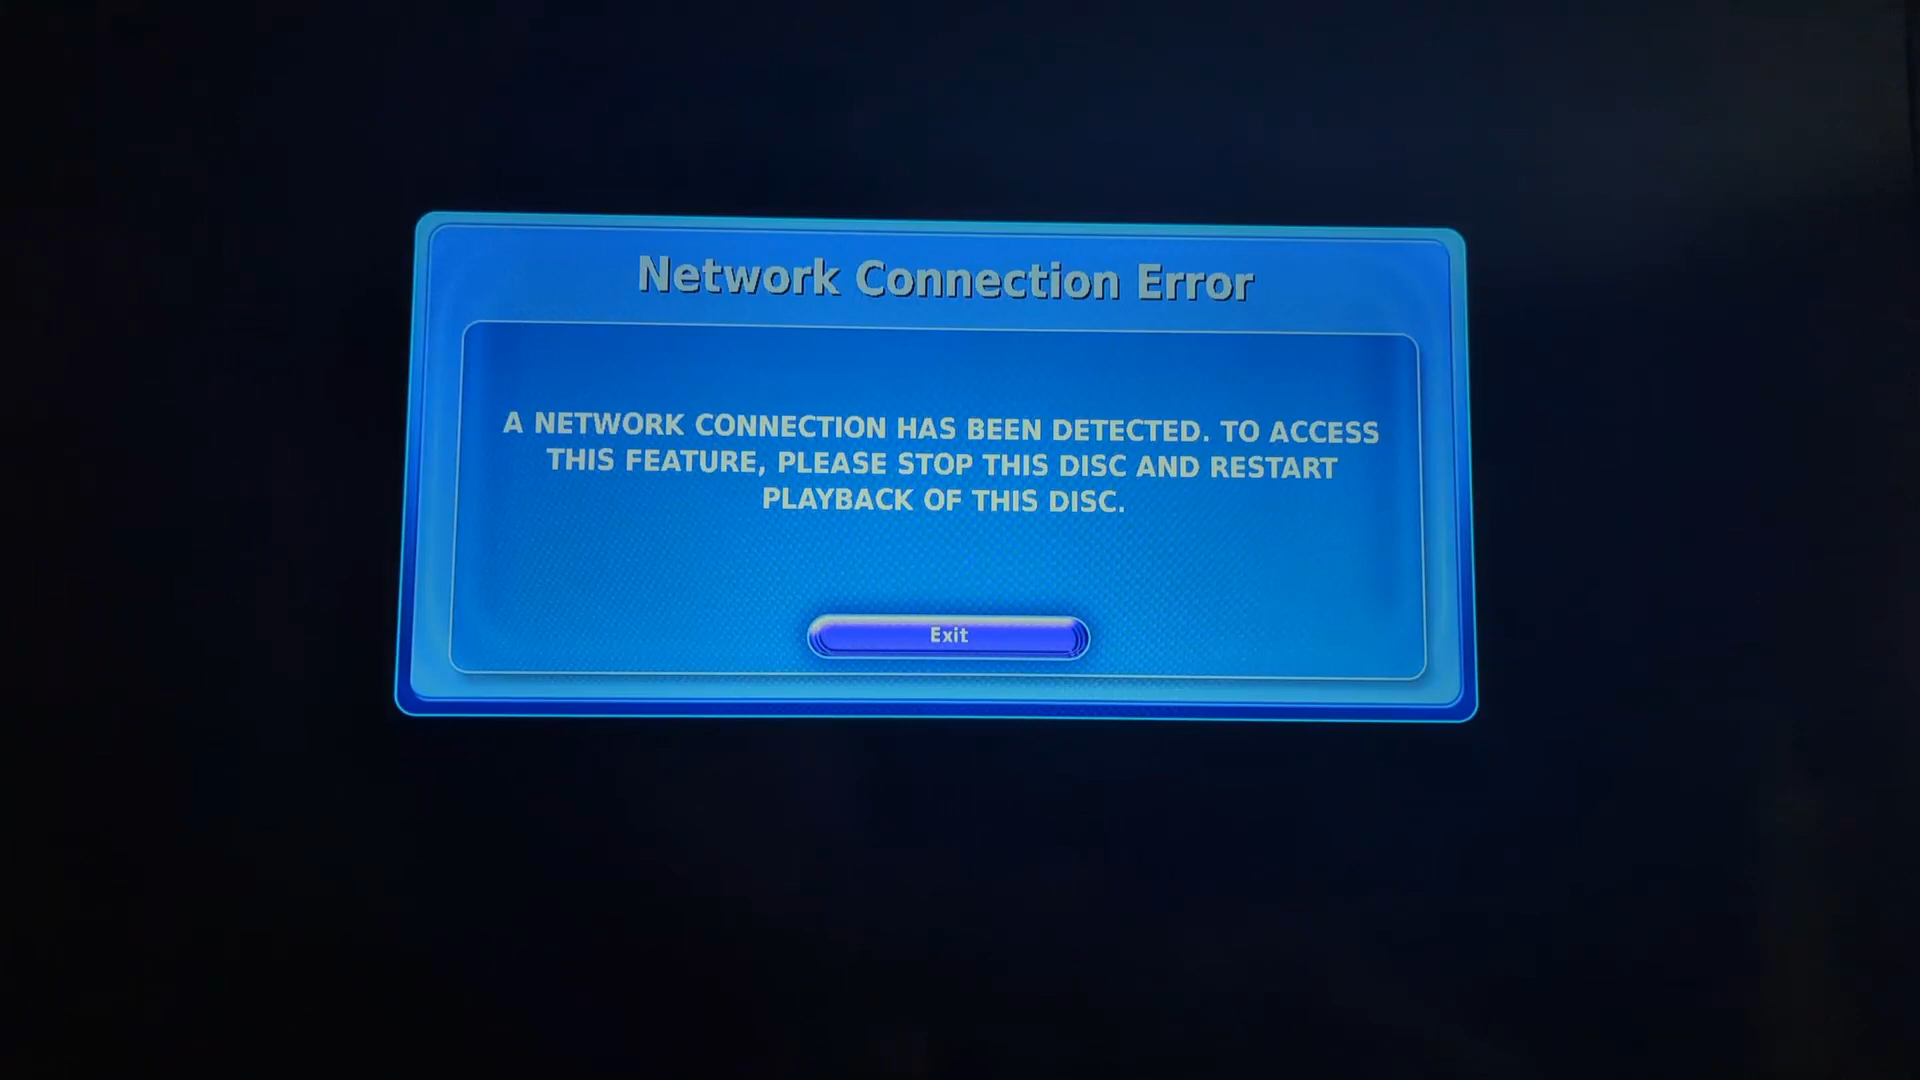 Network Connection Error
A NETWORK CONNECTION HAS BEEN DETECTED. TO ACCESS
THIS FEATURE, PLEASE STOP THIS DISC AND RESTART
PLAYBACK OF THIS DISC.
Exit